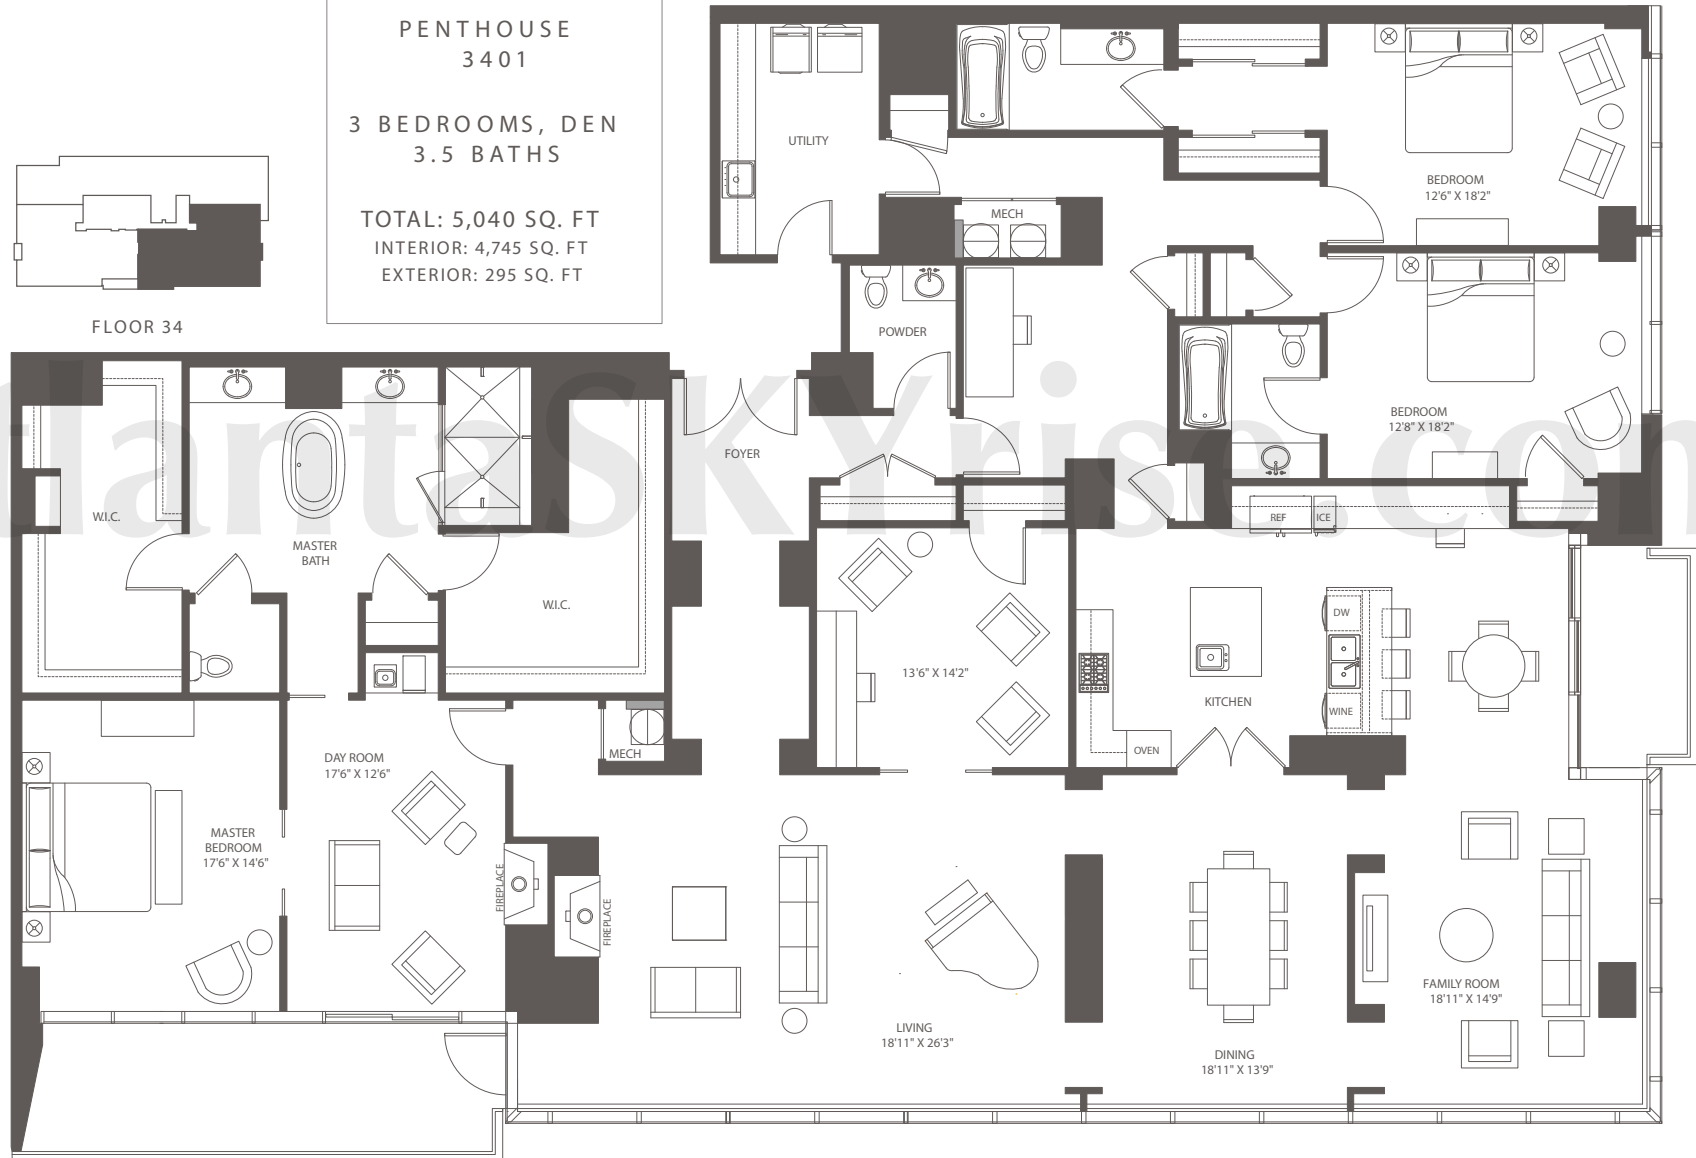 PENTHOUSE
3401
3 BEDROOMS, DEN
3.5 BATHS
TOTAL: 5,040 SQ. FT
INTERIOR: 4,745 SQ. FT
EXTERIOR: 295 SQ. FT
FLOOR 34
UTILITY
MECH
BEDROOM
12'6" X 18'2"
POWDER
BEDROOM
12'8" X 18'2"
FOYER
tlantaSKYrise.com
W.I.C.
MASTER
BATH
W.I.C.
REF
ICE
DW
13'6" X 14'2"
KITCHEN
WINE
OVEN
MECH
DAY ROOM
17'6" X 12'6"
MASTER
BEDROOM
17'6" X 14'6"
FIREPLACE
FIREPLACE
LIVING
18'11" X 26'3"
DINING
18'11" X 13'9"
FAMILY ROOM
18'11" X 14'9"